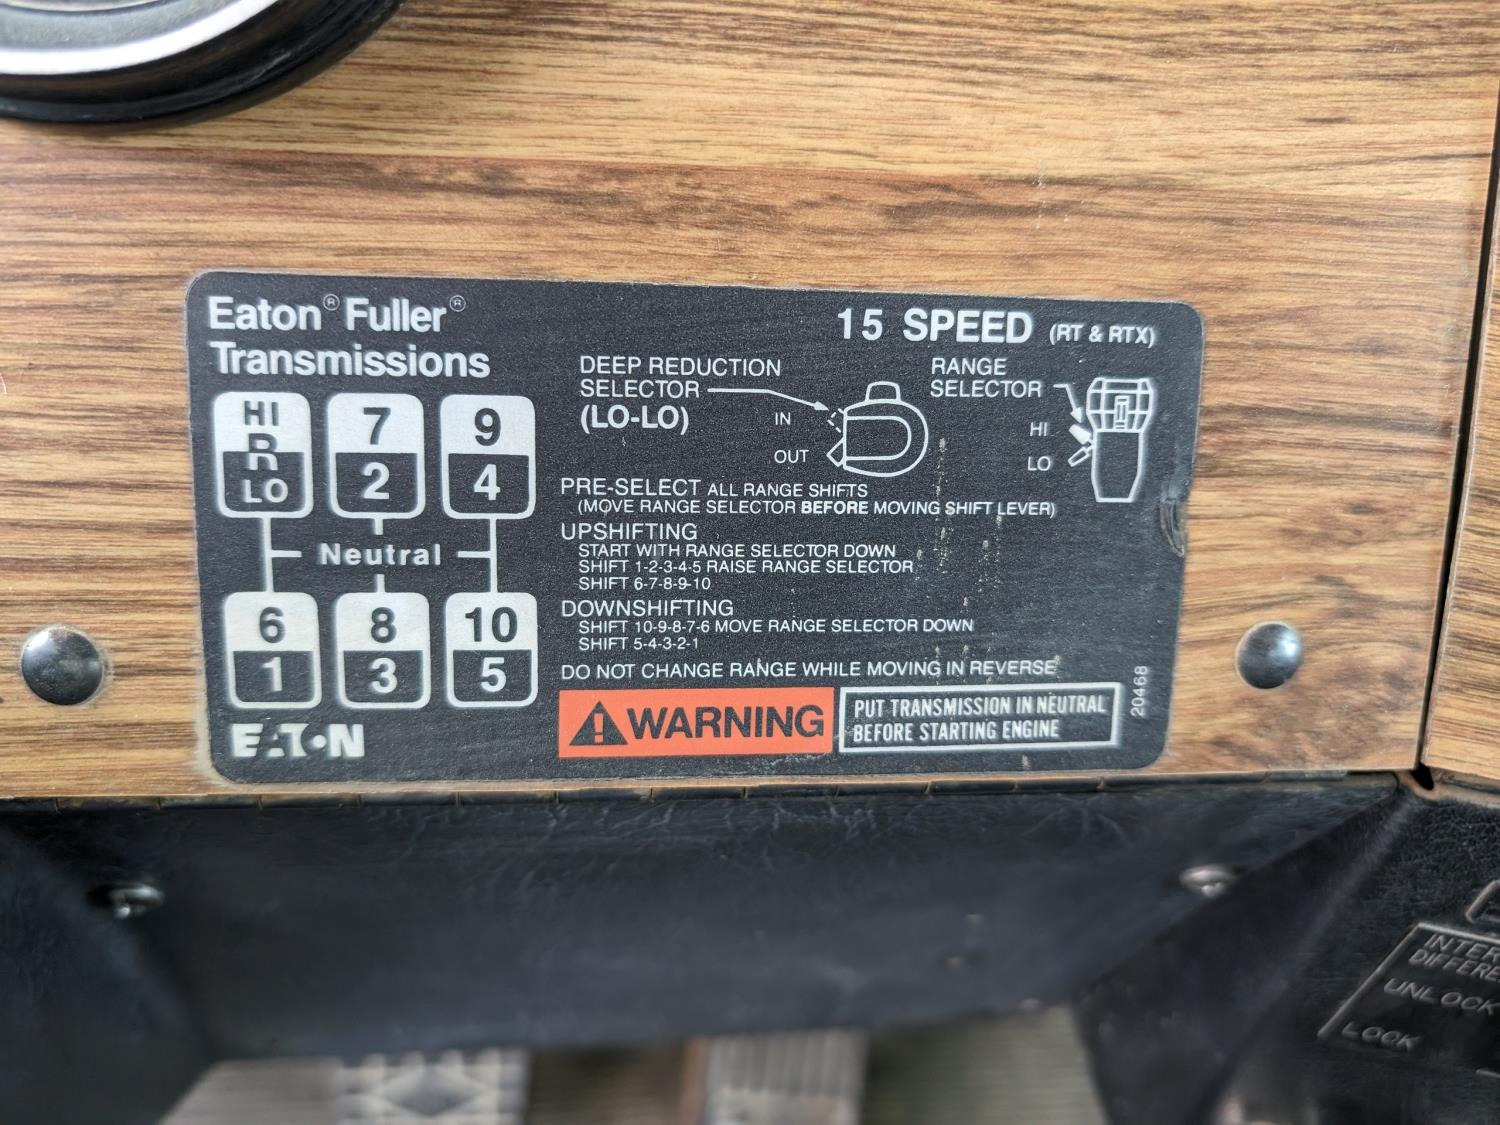 Eaton® Fuller®
Transmissions
15 SPEED (RT & RTX)
HI
R
LO
7
2
9
4
Neutral
6
1
8
3
10
5
EATON
DEEP REDUCTION
SELECTOR
(LO-LO)
IN
OUT
RANGE
SELECTOR
HI
LO
PRE-SELECT ALL RANGE SHIFTS
(MOVE RANGE SELECTOR BEFORE MOVING SHIFT LEVER)
UPSHIFTING
START WITH RANGE SELECTOR DOWN
SHIFT 1-2-3-4-5 RAISE RANGE SELECTOR
SHIFT 6-7-8-9-10
DOWNSHIFTING
SHIFT 10-9-8-7-6 MOVE RANGE SELECTOR DOWN
SHIFT 5-4-3-2-1
DO NOT CHANGE RANGE WHILE MOVING IN REVERSE
WARNING
PUT TRANSMISSION IN NEUTRAL
BEFORE STARTING ENGINE
20468
UNLOCK
LOCK